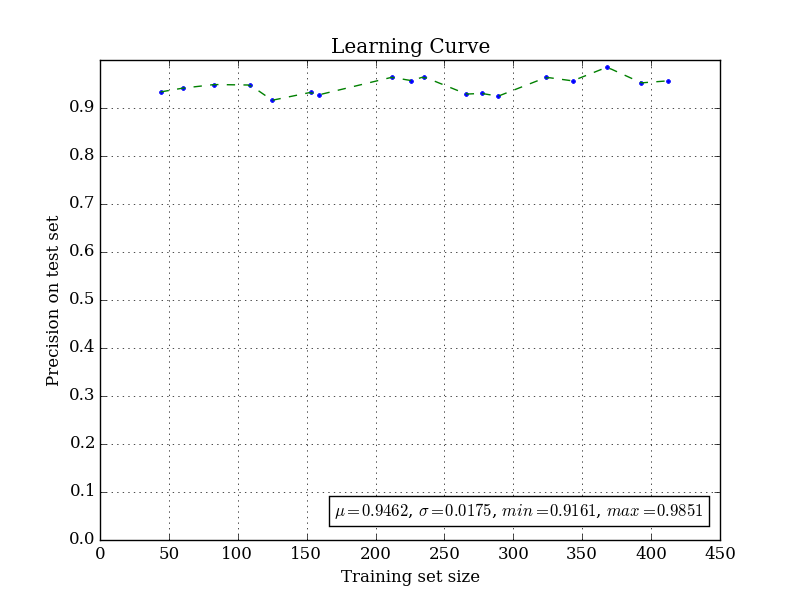 Learning Curve
Precision on test set
0.9
0.8
0.7
0.6
0.5
0.4
0.3
0.2
0.1
0.0
μ=0.9462, σ=0.0175, min=0.9161, max=0.9851
0 50 100 150 200 250 300 350 400 450
Training set size